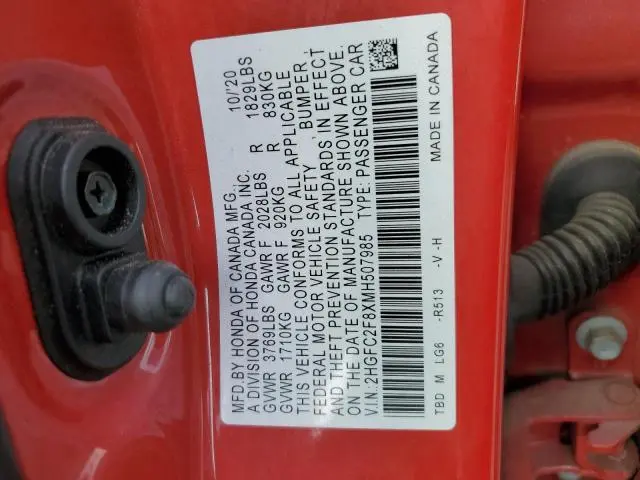 MFD.BY HONDA OF CANADA MFG., 10/'20
A DIVISION OF HONDA CANADA INC.
GVWR 3769LBS GAWR F 2028LBS R 1829LBS
GVWR 1710KG GAWR F 920KG R 830KG
THIS VEHICLE CONFORMS TO ALL APPLICABLE
FEDERAL MOTOR VEHICLE SAFETY , BUMPER ,
AND THEFT PREVENTION STANDARDS IN EFFECT
ON THE DATE OF MANUFACTURE SHOWN ABOVE.
V.I.N.:2HGFC2F8XMH507985 TYPE: PASSENGER CAR
TBD M LG6 -R513 -V -H MADE IN CANADA